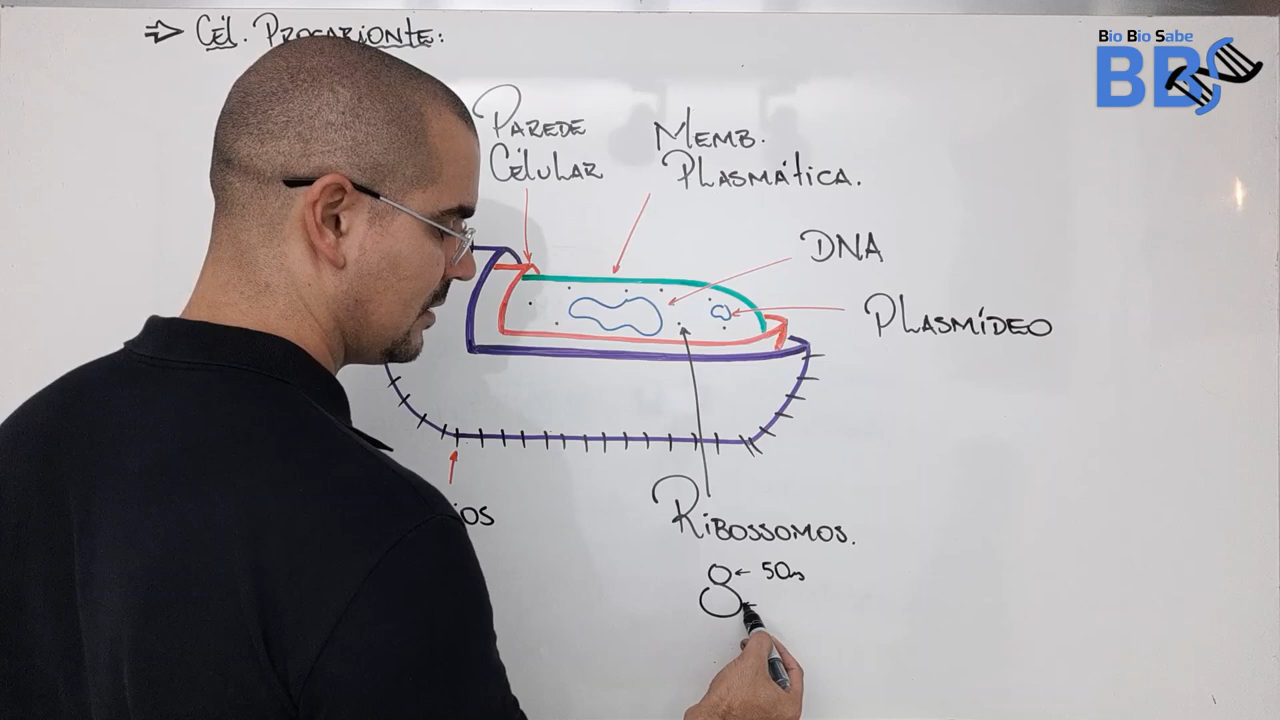 ⇒ Cél. Procarionte:
Bio Bio Sabe
BBS
Parede
Célular
Memb.
Plasmática.
DNA
Plasmídeo
Ribossomos.
50s